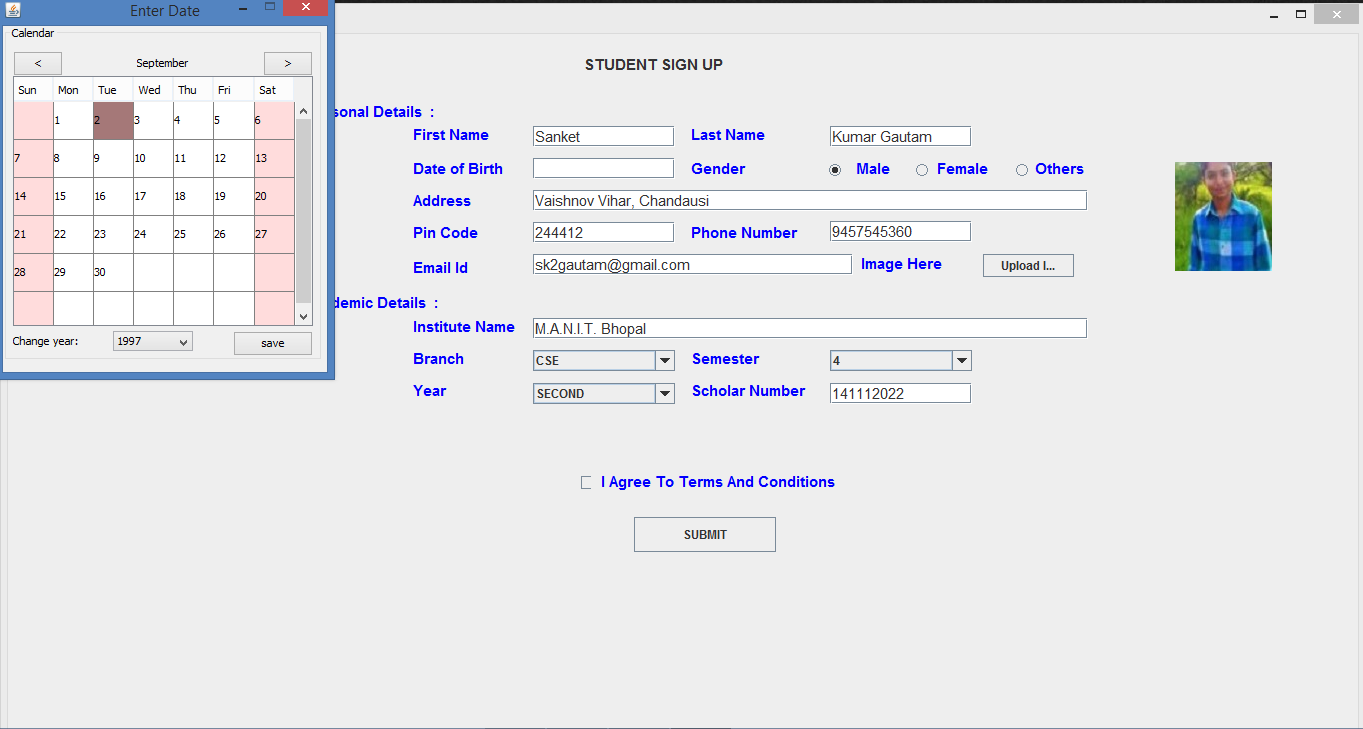 Enter Date
Calendar
< September >
Sun Mon Tue Wed Thu Fri Sat
1 2 3 4 5 6
7 8 9 10 11 12 13
14 15 16 17 18 19 20
21 22 23 24 25 26 27
28 29 30
Change year: 1997 save
STUDENT SIGN UP
sonal Details :
First Name Sanket Last Name Kumar Gautam
Date of Birth Gender Male Female Others
Address Vaishnov Vihar, Chandausi
Pin Code 244412 Phone Number 9457545360
Email Id sk2gautam@gmail.com Image Here Upload I...
demic Details :
Institute Name M.A.N.I.T. Bhopal
Branch CSE Semester 4
Year SECOND Scholar Number 141112022
I Agree To Terms And Conditions
SUBMIT